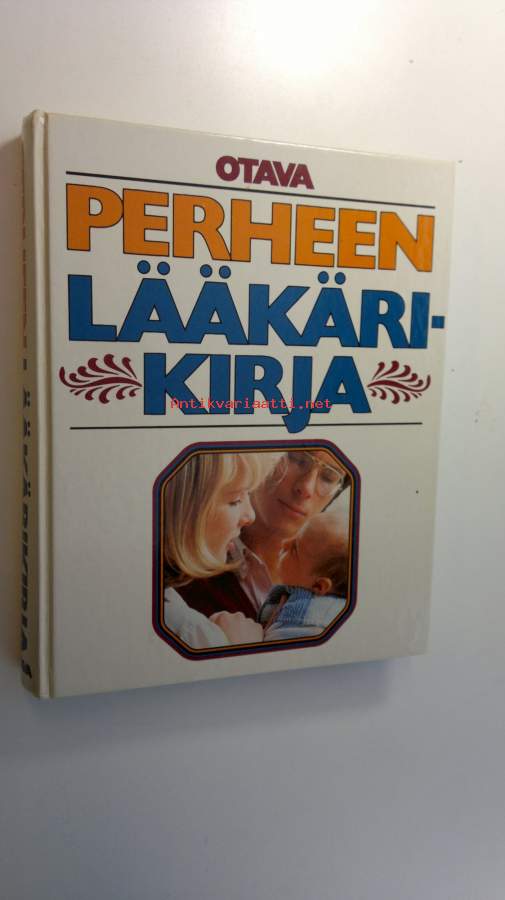 OTAVA
PERHEEN
LÄÄKÄRI-
KIRJA
Antikvariaatti.net